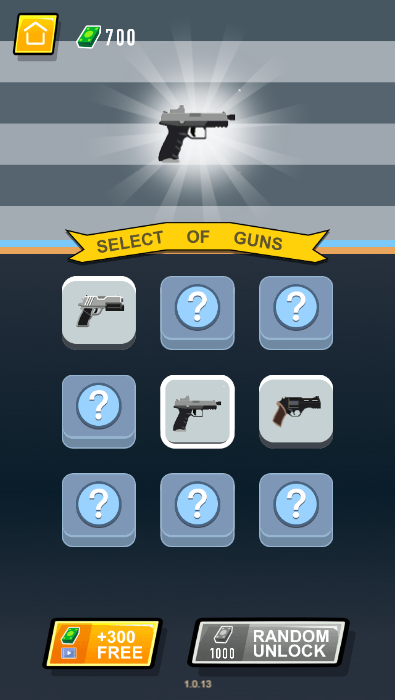 700
SELECT OF GUNS
?
?
?
?
?
?
+300
FREE
1000
RANDOM
UNLOCK
1.0.13